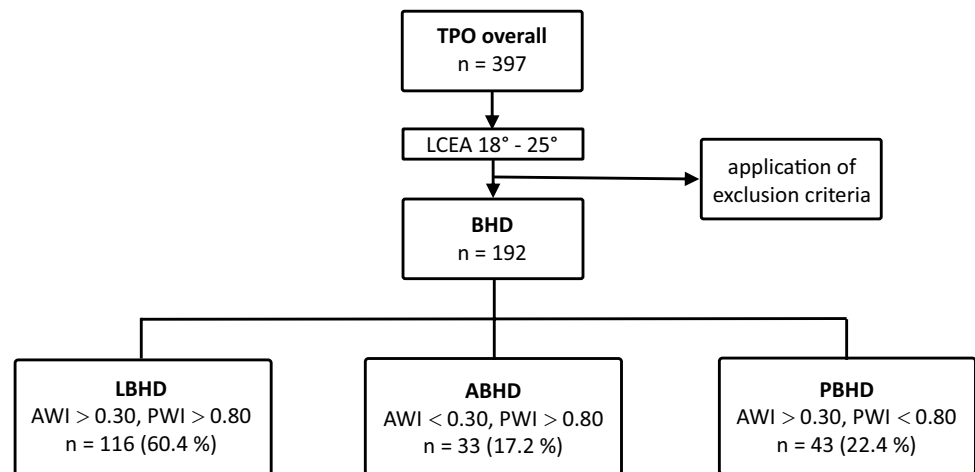 TPO overall
n = 397
LCEA 18° - 25°
application of
exclusion criteria
BHD
n = 192
LBHD
AWI > 0.30, PWI > 0.80
n = 116 (60.4 %)
ABHD
AWI < 0.30, PWI > 0.80
n = 33 (17.2 %)
PBHD
AWI > 0.30, PWI < 0.80
n = 43 (22.4 %)